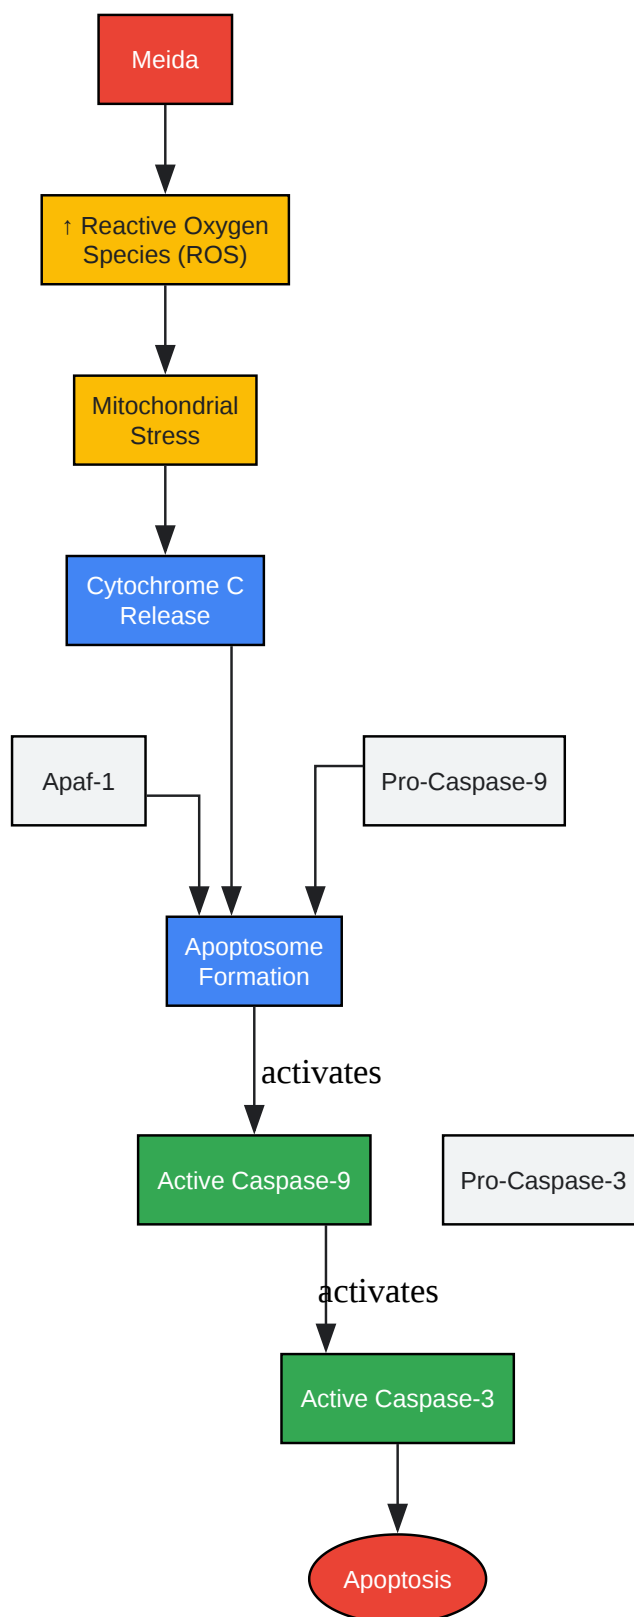 Meida
↑ Reactive Oxygen
Species (ROS)
Mitochondrial
Stress
Cytochrome C
Release
Apaf-1
Pro-Caspase-9
Apoptosome
Formation
activates
Active Caspase-9
Pro-Caspase-3
activates
Active Caspase-3
Apoptosis